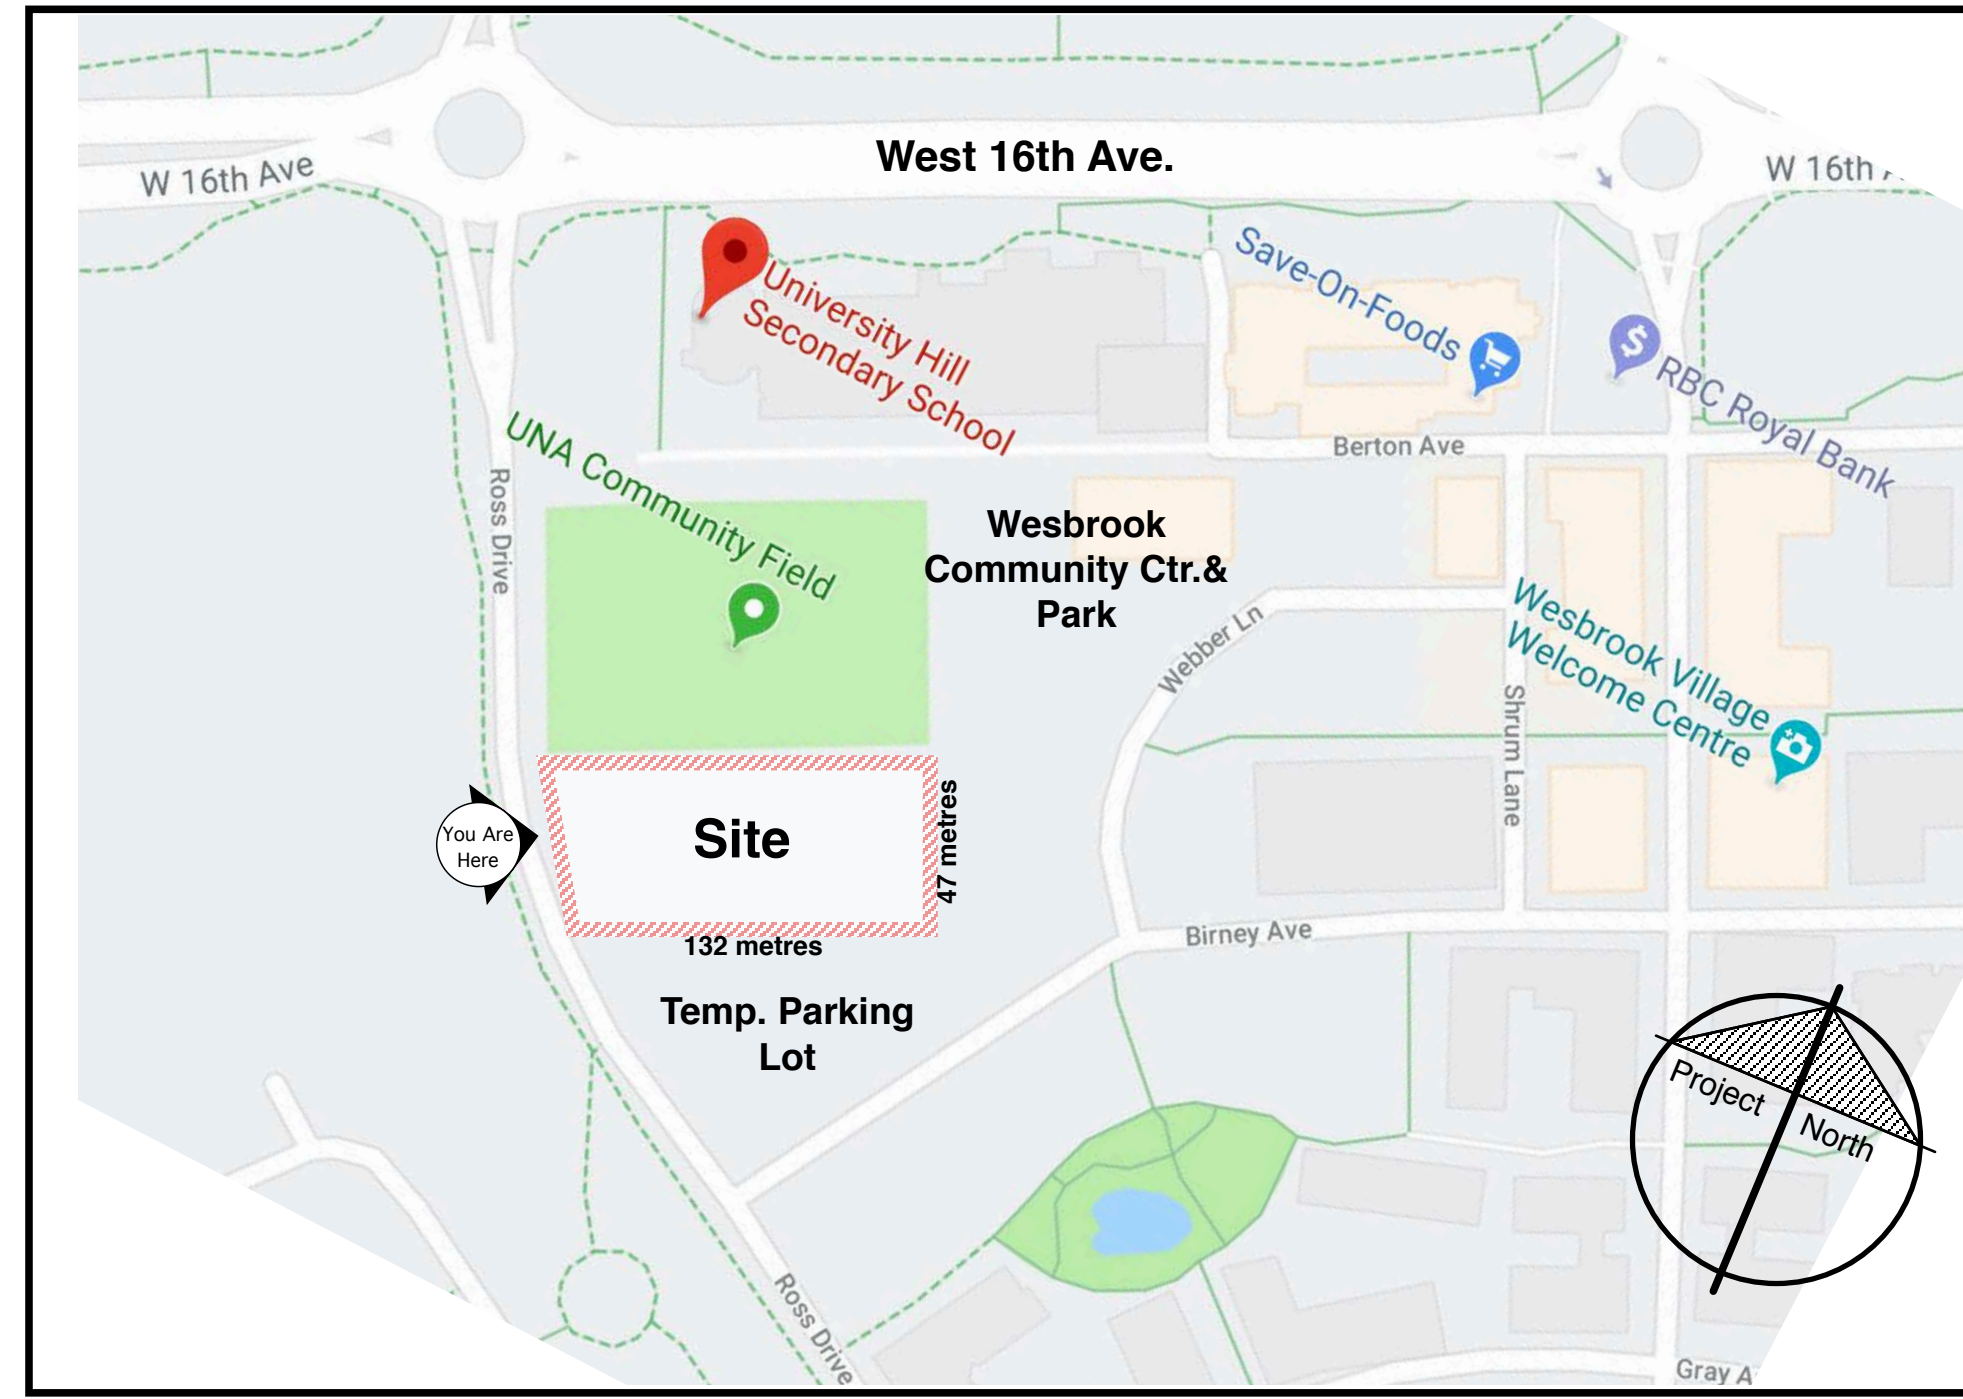 West 16th Ave.
W 16th Ave
W 16th
University Hill
Secondary School
Save-On-Foods
RBC Royal Bank
UNA Community Field
Berton Ave
Ross Drive
Wesbrook
Community Ctr.&
Park
Webber Ln
Wesbrook Village
Welcome Centre
Shrum Lane
You Are
Here
Site
47 metres
132 metres
Birney Ave
Temp. Parking
Lot
Project North
Ross Drive
Gray A